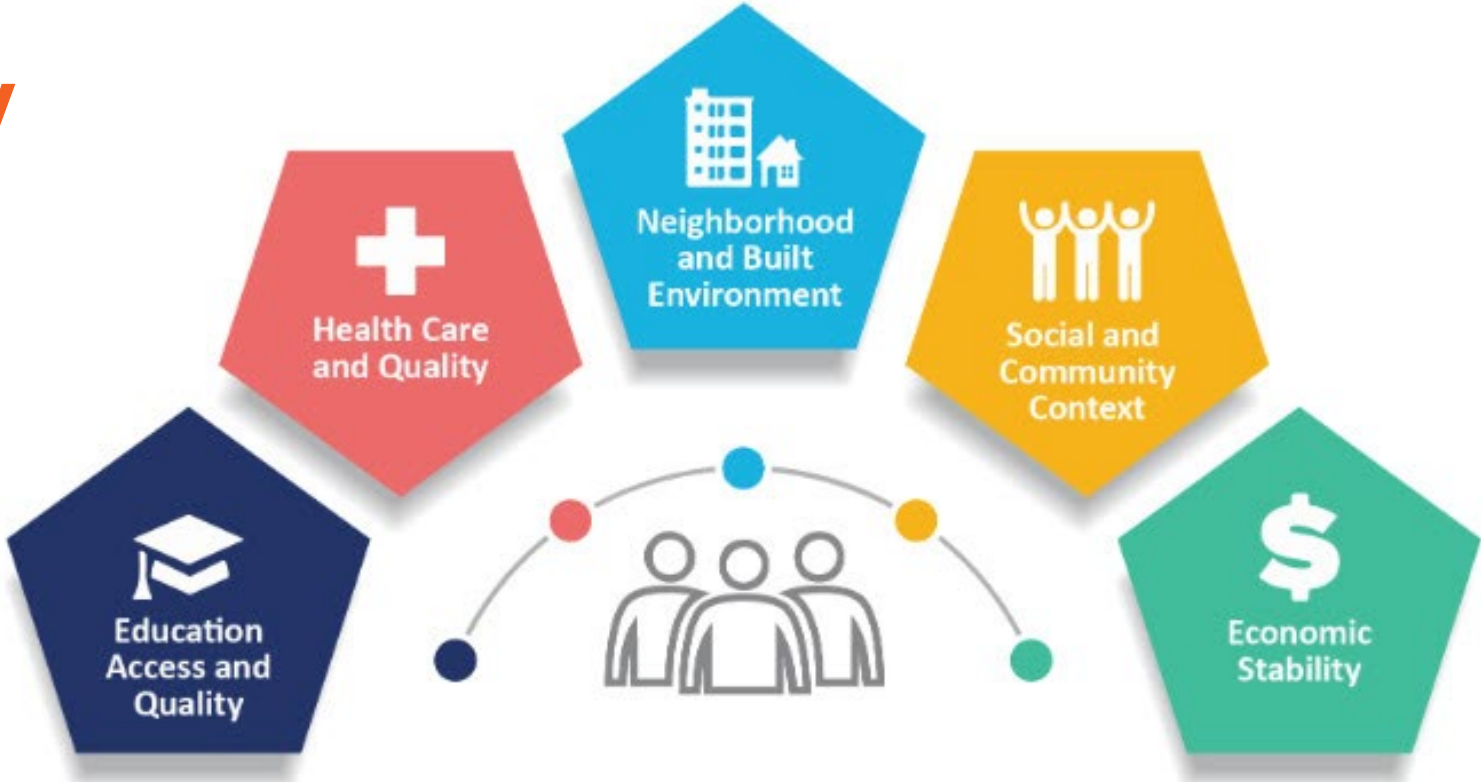 Neighborhood
and Built
Environment
Health Care
and Quality
Social and
Community
Context
Education
Access and
Quality
$
Economic
Stability